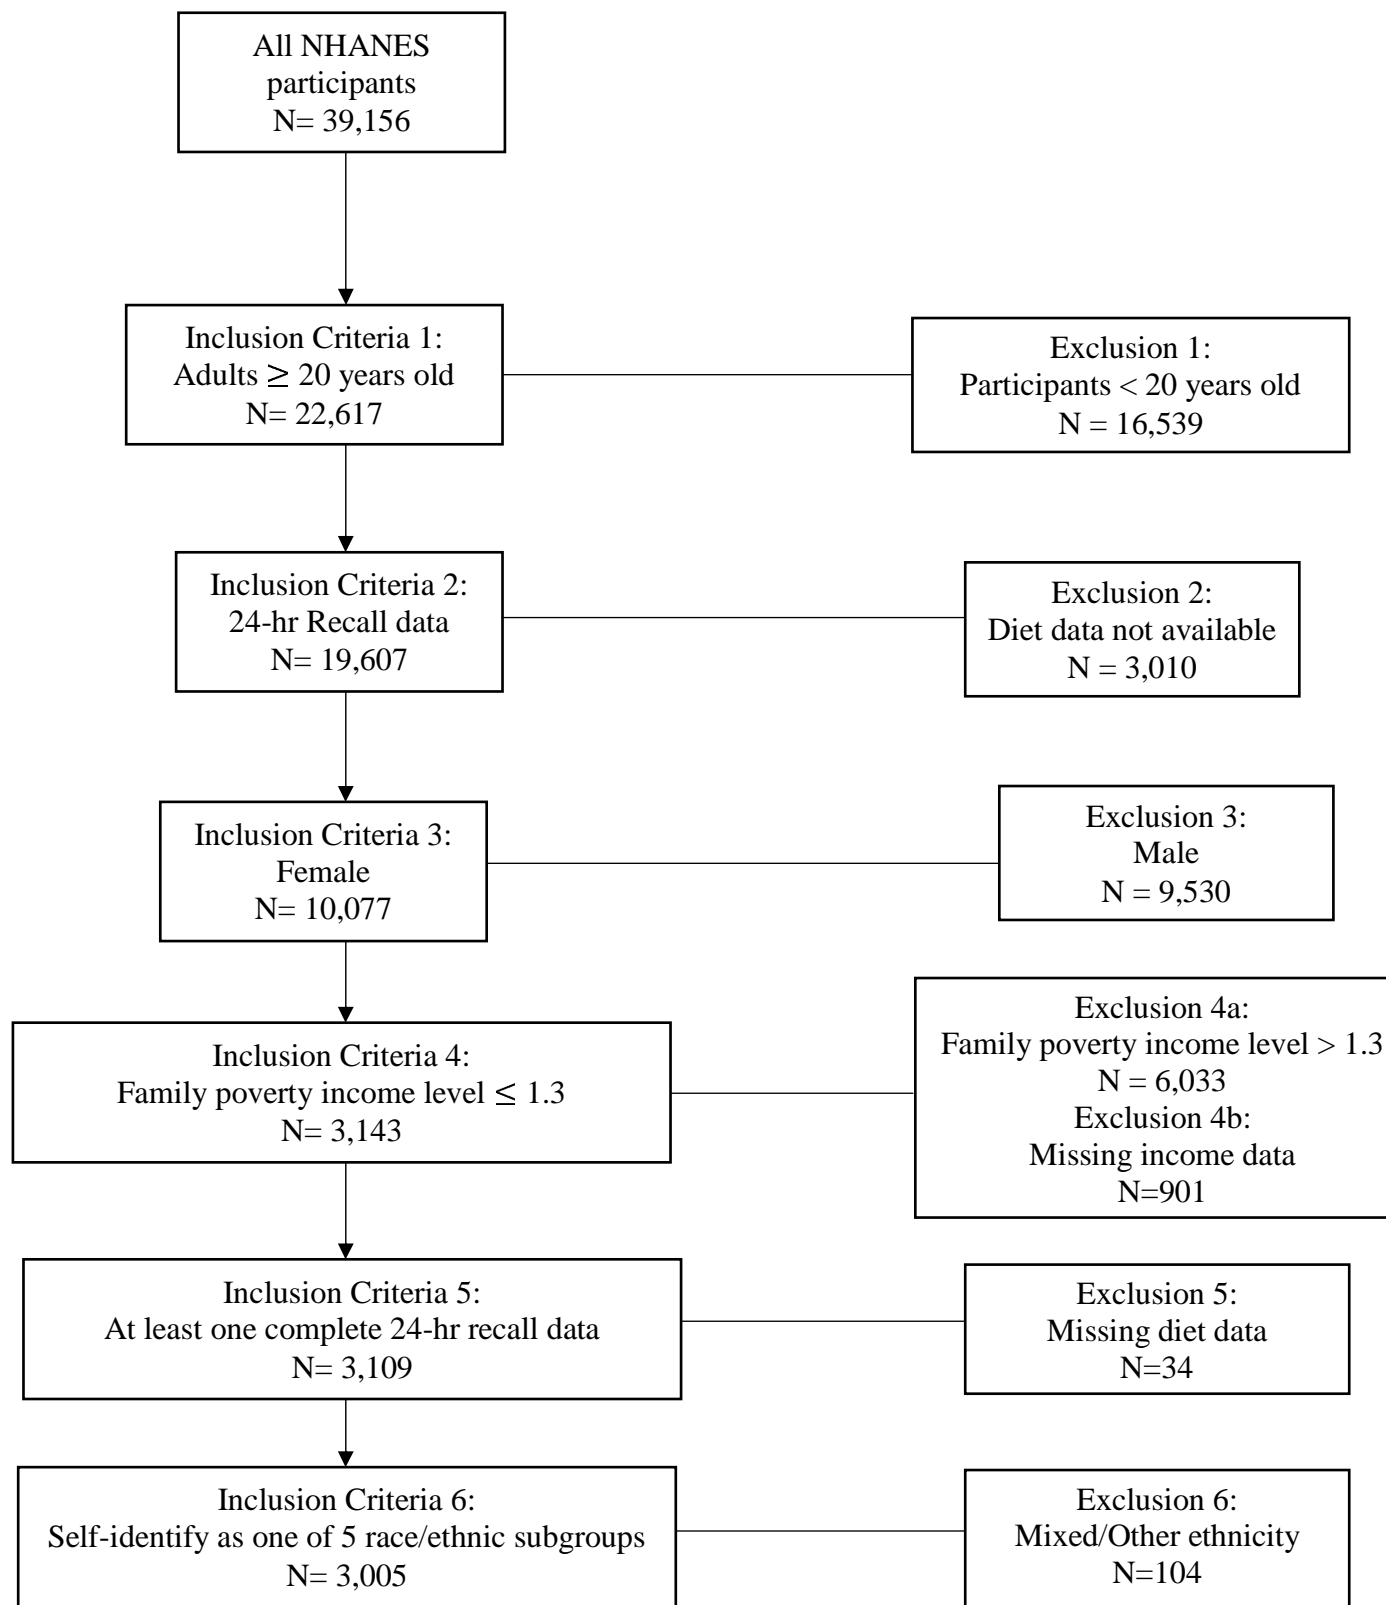 All NHANES
participants
N= 39,156
Inclusion Criteria 1:
Adults ≥ 20 years old
N= 22,617
Exclusion 1:
Participants < 20 years old
N = 16,539
Inclusion Criteria 2:
24-hr Recall data
N= 19,607
Exclusion 2:
Diet data not available
N = 3,010
Inclusion Criteria 3:
Female
N= 10,077
Exclusion 3:
Male
N = 9,530
Inclusion Criteria 4:
Family poverty income level ≤ 1.3
N= 3,143
Exclusion 4a:
Family poverty income level > 1.3
N = 6,033
Exclusion 4b:
Missing income data
N=901
Inclusion Criteria 5:
At least one complete 24-hr recall data
N= 3,109
Exclusion 5:
Missing diet data
N=34
Inclusion Criteria 6:
Self-identify as one of 5 race/ethnic subgroups
N= 3,005
Exclusion 6:
Mixed/Other ethnicity
N=104